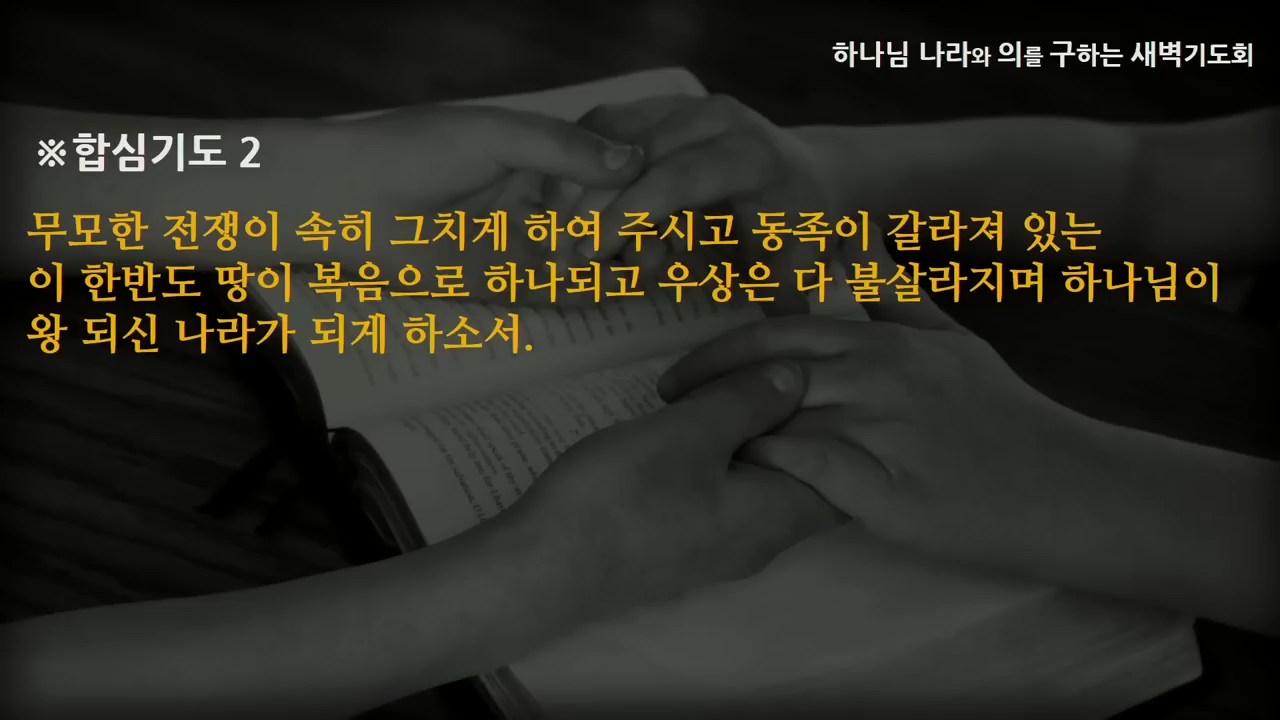 하나님 나라와 의를 구하는 새벽기도회
※합심기도 2
무모한 전쟁이 속히 그치게 하여 주시고 동족이 갈라져 있는
이 한반도 땅이 복음으로 하나되고 우상은 다 불살라지며 하나님이
왕 되신 나라가 되게 하소서.